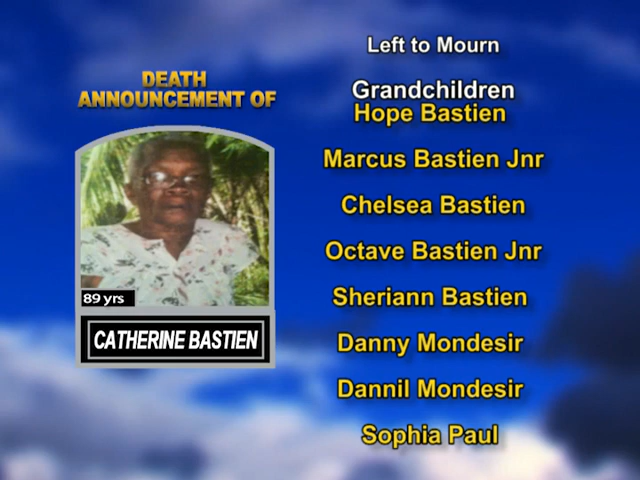 DEATH
ANNOUNCEMENT OF
89 yrs
CATHERINE BASTIEN
Left to Mourn
Grandchildren
Hope Bastien
Marcus Bastien Jnr
Chelsea Bastien
Octave Bastien Jnr
Sheriann Bastien
Danny Mondesir
Dannil Mondesir
Sophia Paul